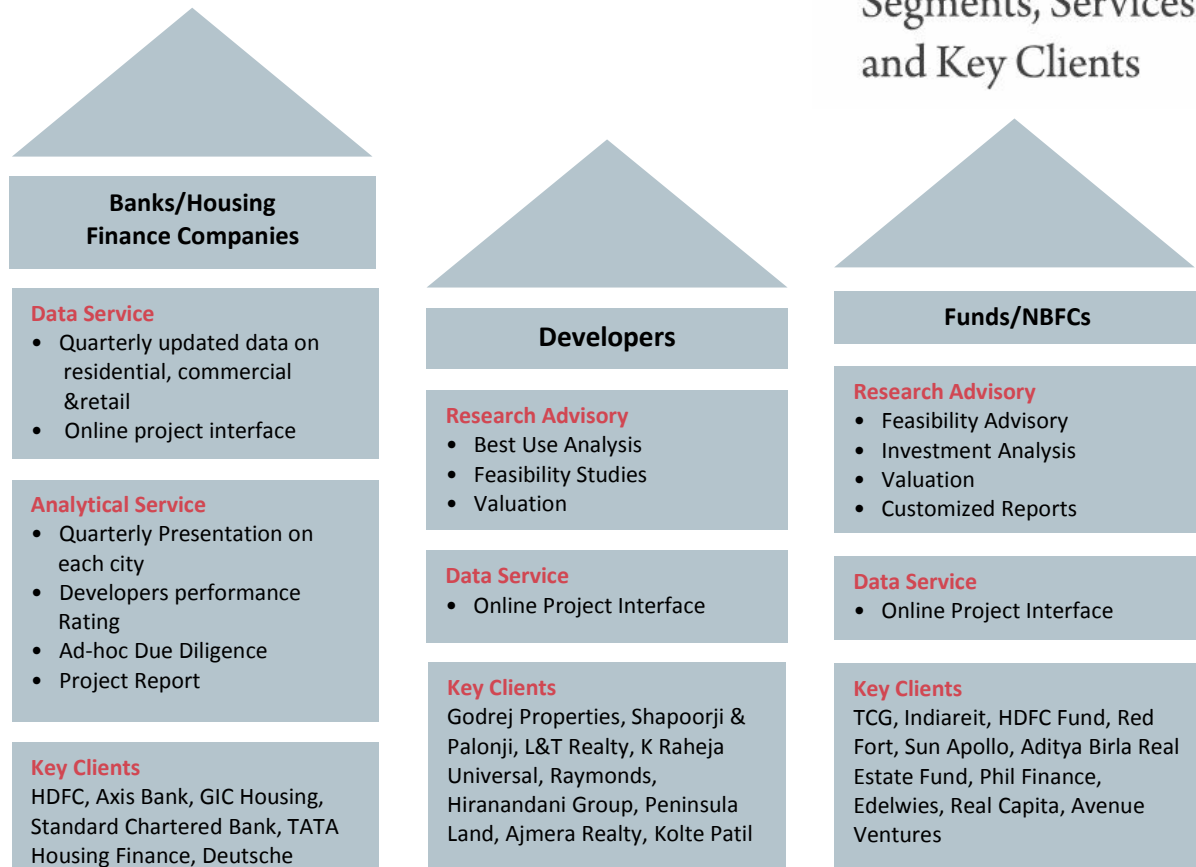 Segments, Services
and Key Clients
Banks/Housing
Finance Companies
Data Service
• Quarterly updated data on
residential, commercial
&retail
• Online project interface
Analytical Service
• Quarterly Presentation on
each city
• Developers performance
Rating
• Ad-hoc Due Diligence
• Project Report
Key Clients
HDFC, Axis Bank, GIC Housing,
Standard Chartered Bank, TATA
Housing Finance, Deutsche
Developers
Research Advisory
• Best Use Analysis
• Feasibility Studies
• Valuation
Data Service
• Online Project Interface
Key Clients
Godrej Properties, Shapoorji &
Palonji, L&T Realty, K Raheja
Universal, Raymonds,
Hiranandani Group, Peninsula
Land, Ajmera Realty, Kolte Patil
Funds/NBFCs
Research Advisory
• Feasibility Advisory
• Investment Analysis
• Valuation
• Customized Reports
Data Service
• Online Project Interface
Key Clients
TCG, Indiareit, HDFC Fund, Red
Fort, Sun Apollo, Aditya Birla Real
Estate Fund, Phil Finance,
Edelwies, Real Capita, Avenue
Ventures